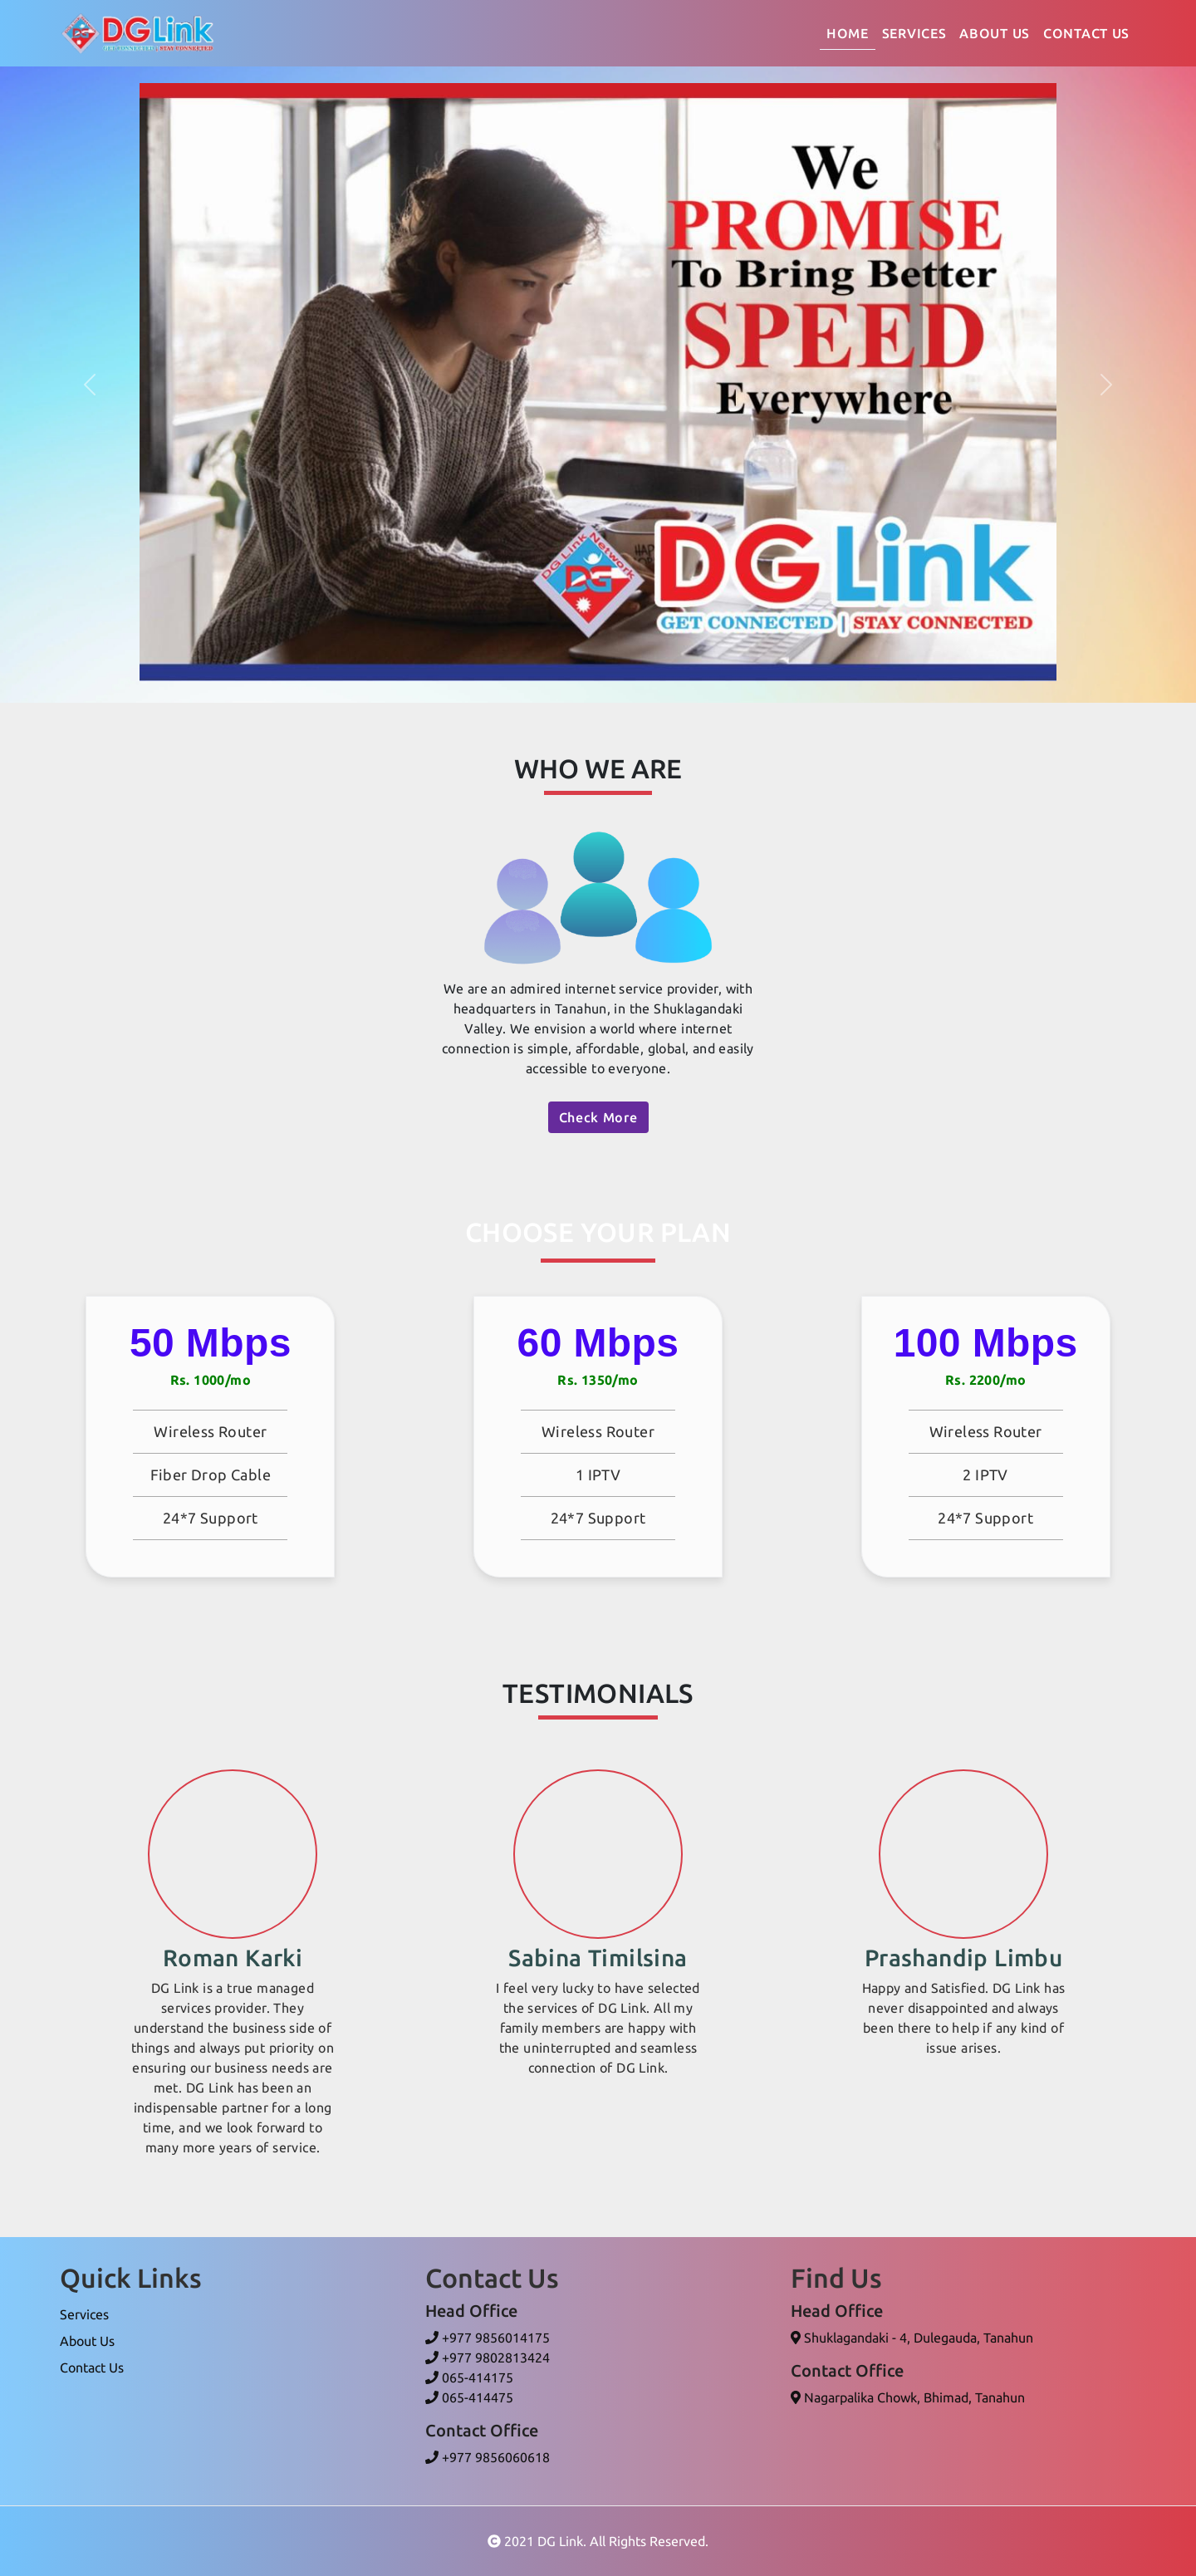 DG DGLink
GET CONNECTED | STAY CONNECTED
HOME SERVICES ABOUT US CONTACT US
We
PROMISE
To Bring Better
SPEED
Everywhere
DG Link Network
DG
DGLink
GET CONNECTED | STAY CONNECTED
WHO WE ARE
We are an admired internet service provider, with
headquarters in Tanahun, in the Shuklagandaki
Valley. We envision a world where internet
connection is simple, affordable, global, and easily
accessible to everyone.
Check More
CHOOSE YOUR PLAN
50 Mbps
Rs. 1000/mo
Wireless Router
Fiber Drop Cable
24*7 Support
60 Mbps
Rs. 1350/mo
Wireless Router
1 IPTV
24*7 Support
100 Mbps
Rs. 2200/mo
Wireless Router
2 IPTV
24*7 Support
TESTIMONIALS
Roman Karki
DG Link is a true managed
services provider. They
understand the business side of
things and always put priority on
ensuring our business needs are
met. DG Link has been an
indispensable partner for a long
time, and we look forward to
many more years of service.
Sabina Timilsina
I feel very lucky to have selected
the services of DG Link. All my
family members are happy with
the uninterrupted and seamless
connection of DG Link.
Prashandip Limbu
Happy and Satisfied. DG Link has
never disappointed and always
been there to help if any kind of
issue arises.
Quick Links
Services
About Us
Contact Us
Contact Us
Head Office
+977 9856014175
+977 9802813424
065-414175
065-414475
Contact Office
+977 9856060618
Find Us
Head Office
Shuklagandaki - 4, Dulegauda, Tanahun
Contact Office
Nagarpalika Chowk, Bhimad, Tanahun
© 2021 DG Link. All Rights Reserved.